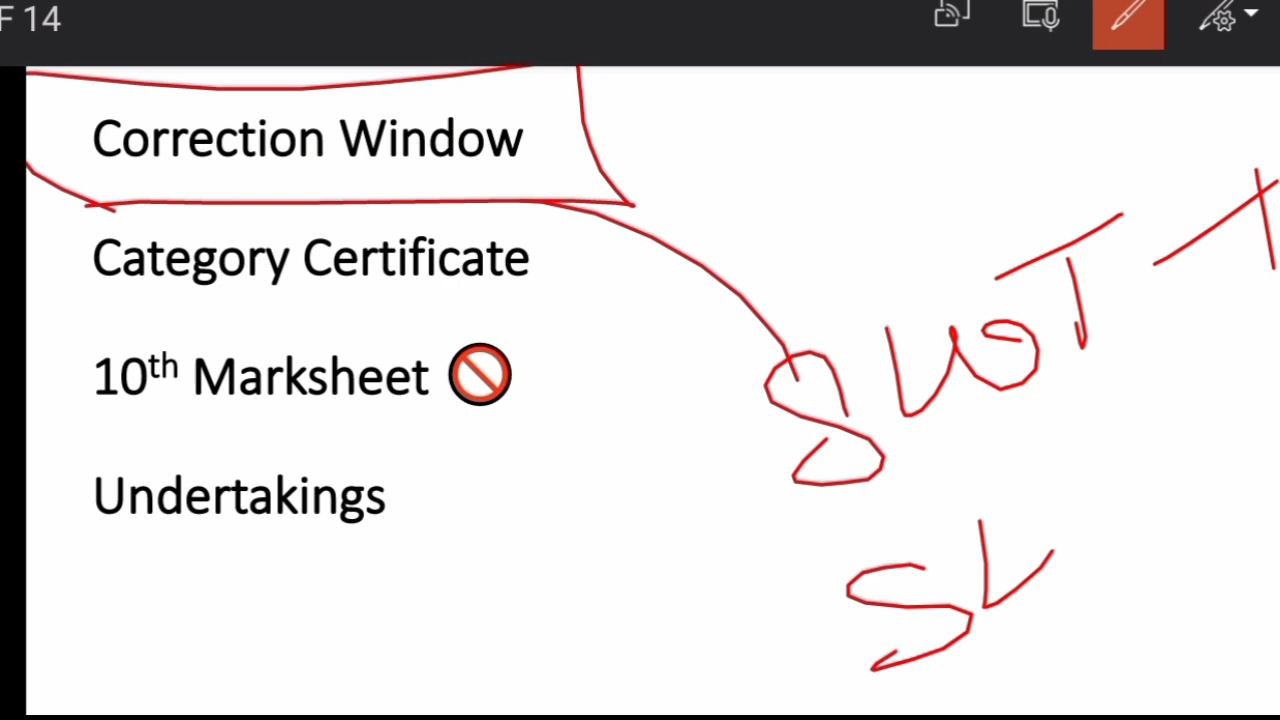 F 14
Correction Window
Category Certificate
10th Marksheet
Undertakings
SLOT
SL